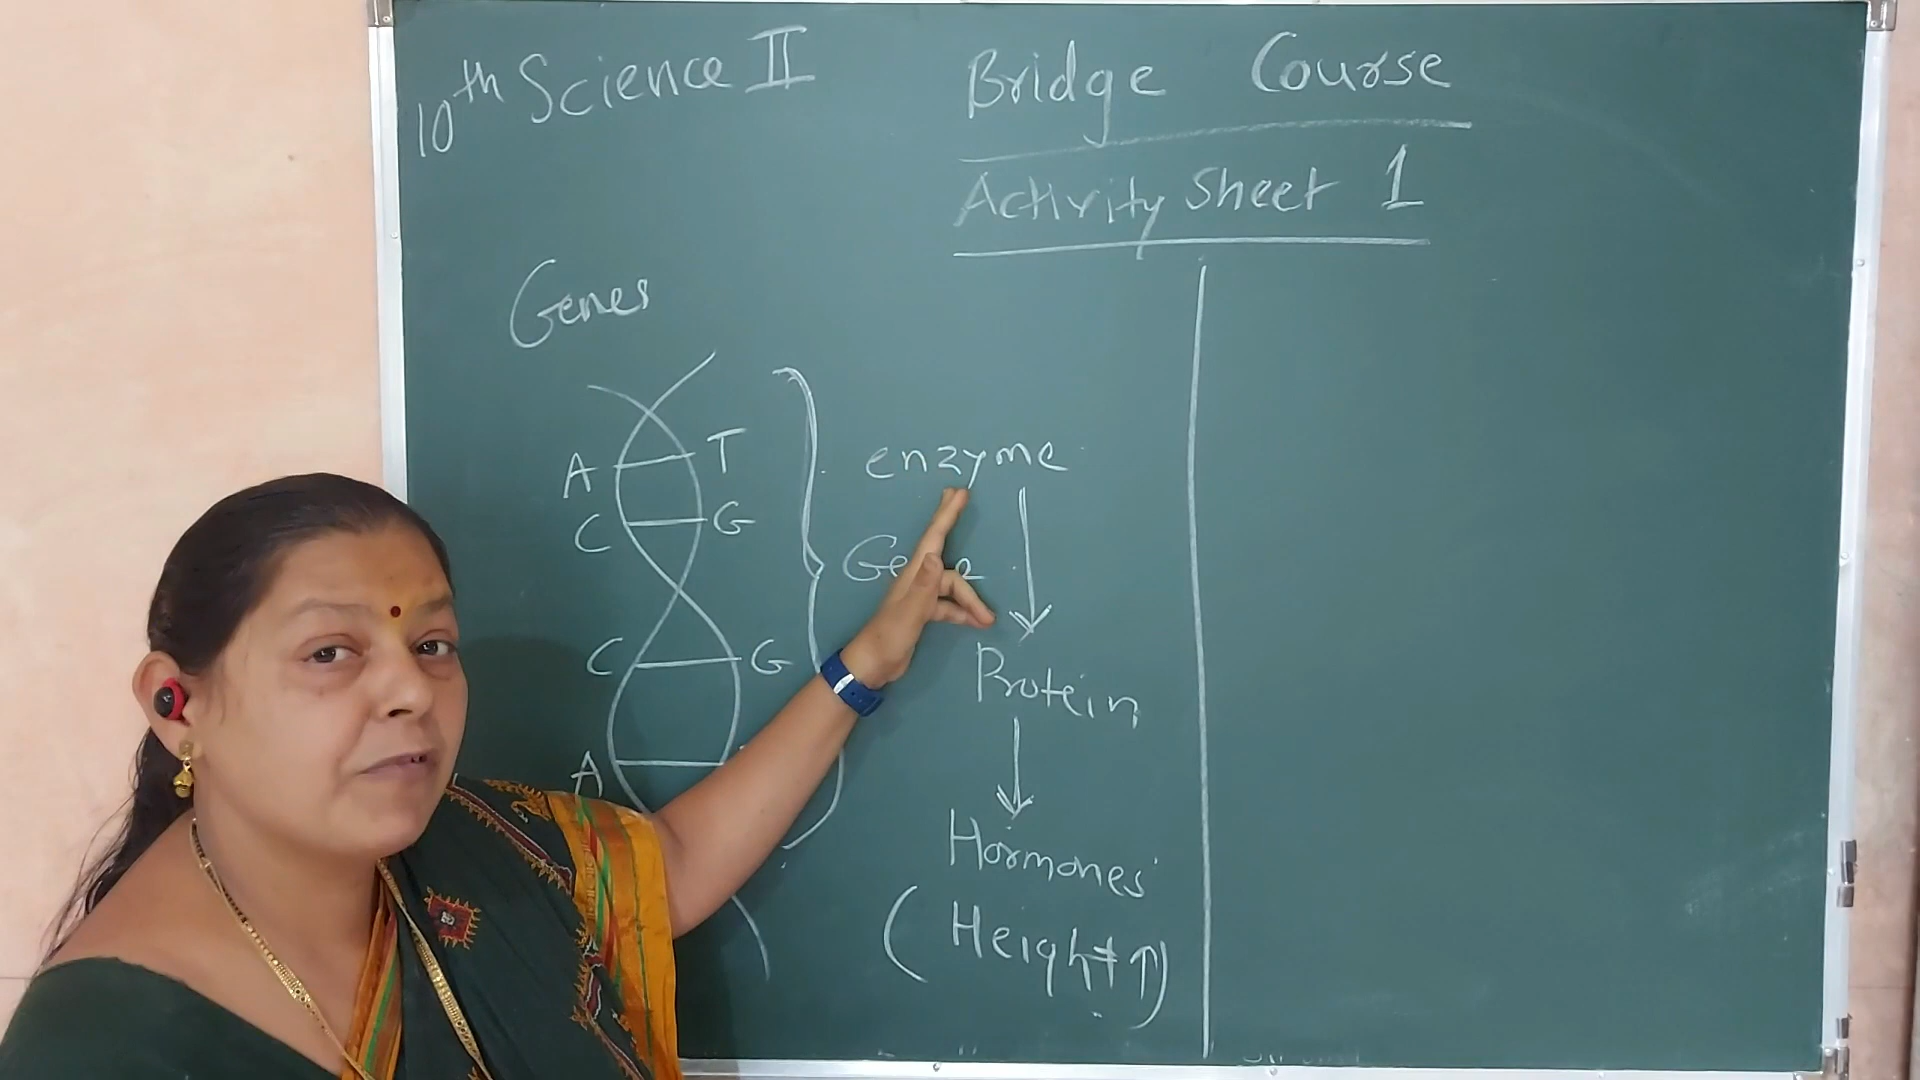 10th Science II
Bridge Course
Activity Sheet 1
Genes
A T
C G
C G
A
enzyme
Protein
Hormones
(Height ↑)